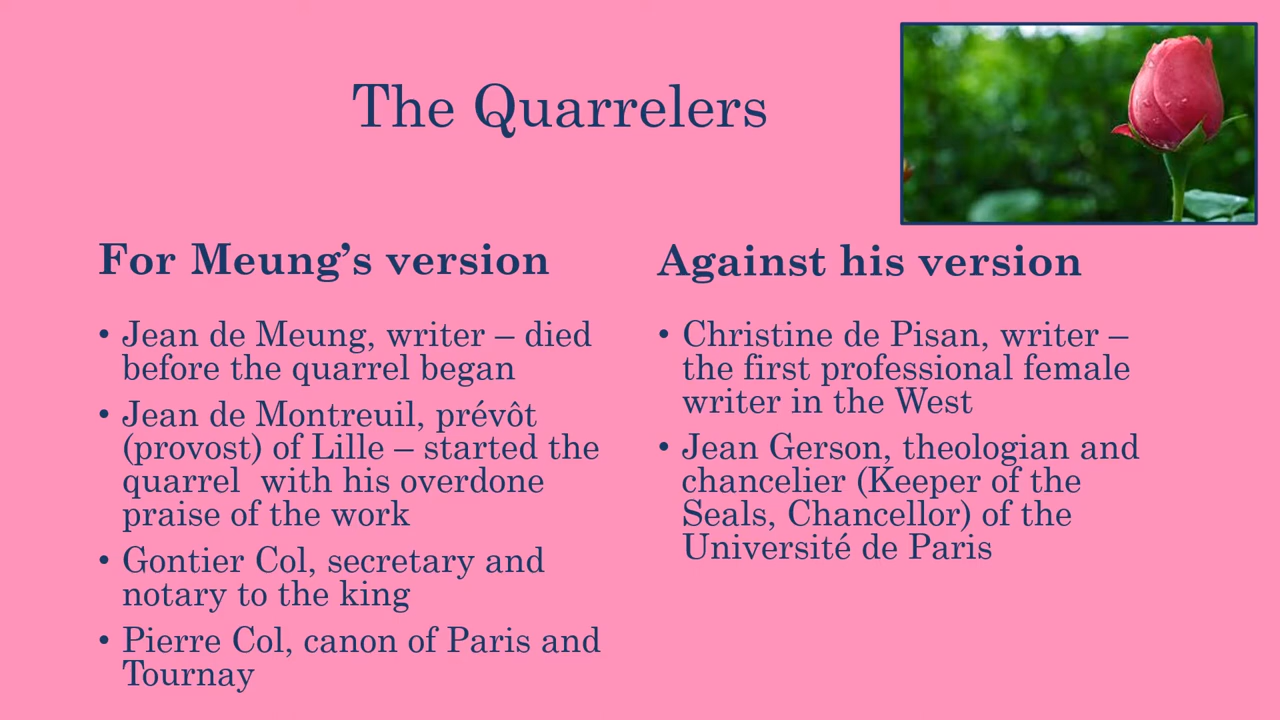 The Quarrelers
For Meung’s version
• Jean de Meung, writer – died
before the quarrel began
• Jean de Montreuil, prévôt
(provost) of Lille – started the
quarrel  with his overdone
praise of the work
• Gontier Col, secretary and
notary to the king
• Pierre Col, canon of Paris and
Tournay
Against his version
• Christine de Pisan, writer –
the first professional female
writer in the West
• Jean Gerson, theologian and
chancelier (Keeper of the
Seals, Chancellor) of the
Université de Paris